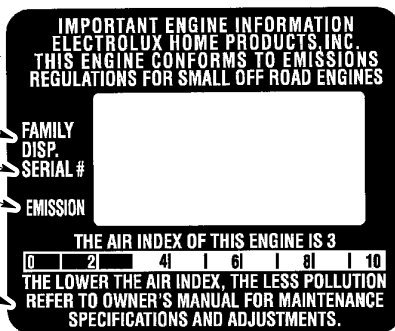 IMPORTANT ENGINE INFORMATION
ELECTROLUX HOME PRODUCTS,INC.
THIS ENGINE CONFORMS TO EMISSIONS
REGULATIONS FOR SMALL OFF ROAD ENGINES
FAMILY
DISP.
SERIAL #
EMISSION
THE AIR INDEX OF THIS ENGINE IS 3
0 2 4 6 8 10
THE LOWER THE AIR INDEX, THE LESS POLLUTION
REFER TO OWNER'S MANUAL FOR MAINTENANCE
SPECIFICATIONS AND ADJUSTMENTS.